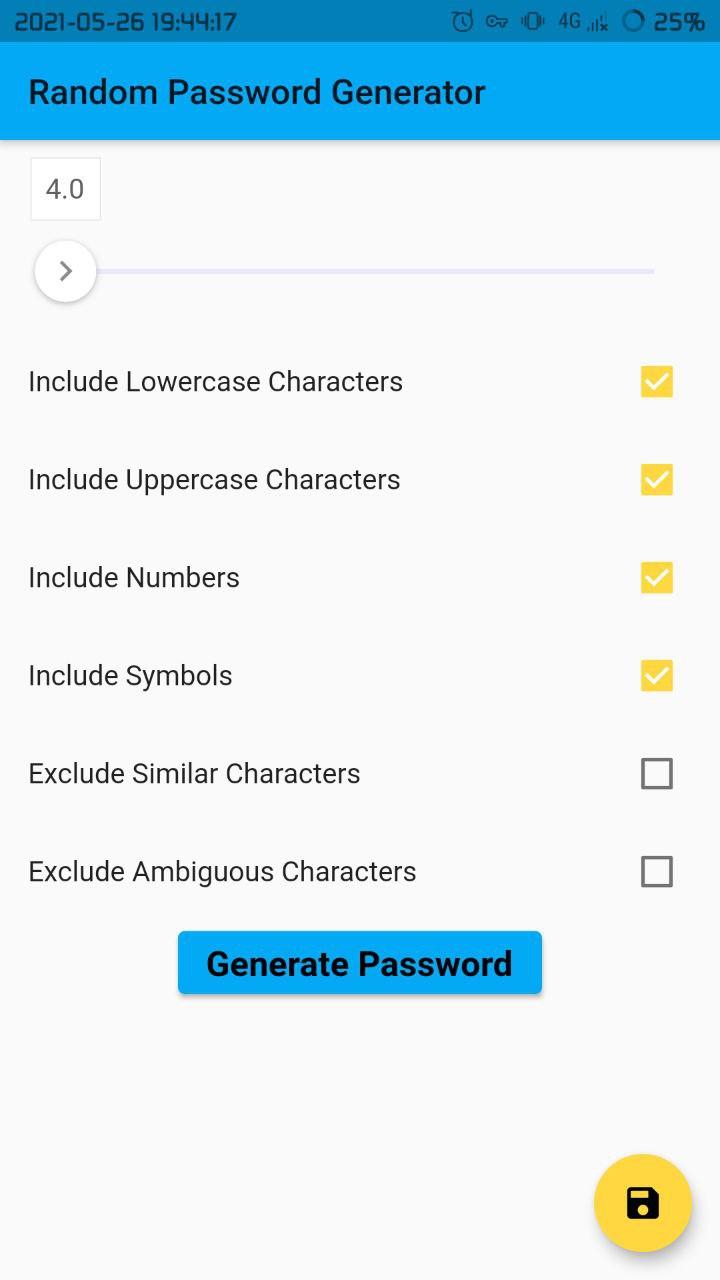 2021-05-26 19:44:17 4G 25%
Random Password Generator
4.0
Include Lowercase Characters
Include Uppercase Characters
Include Numbers
Include Symbols
Exclude Similar Characters
Exclude Ambiguous Characters
Generate Password